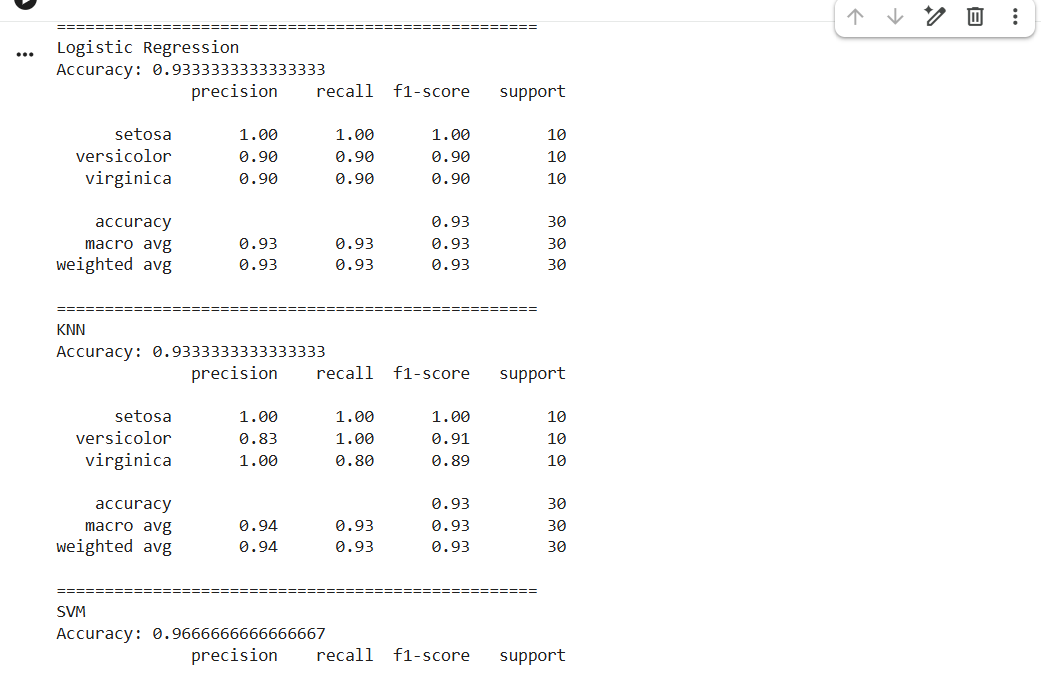 ==================================================
Logistic Regression
Accuracy: 0.9333333333333333
              precision    recall  f1-score   support

      setosa       1.00      1.00      1.00        10
  versicolor       0.90      0.90      0.90        10
   virginica       0.90      0.90      0.90        10

    accuracy                           0.93        30
   macro avg       0.93      0.93      0.93        30
weighted avg       0.93      0.93      0.93        30

==================================================
KNN
Accuracy: 0.9333333333333333
              precision    recall  f1-score   support

      setosa       1.00      1.00      1.00        10
  versicolor       0.83      1.00      0.91        10
   virginica       1.00      0.80      0.89        10

    accuracy                           0.93        30
   macro avg       0.94      0.93      0.93        30
weighted avg       0.94      0.93      0.93        30

==================================================
SVM
Accuracy: 0.9666666666666667
              precision    recall  f1-score   support